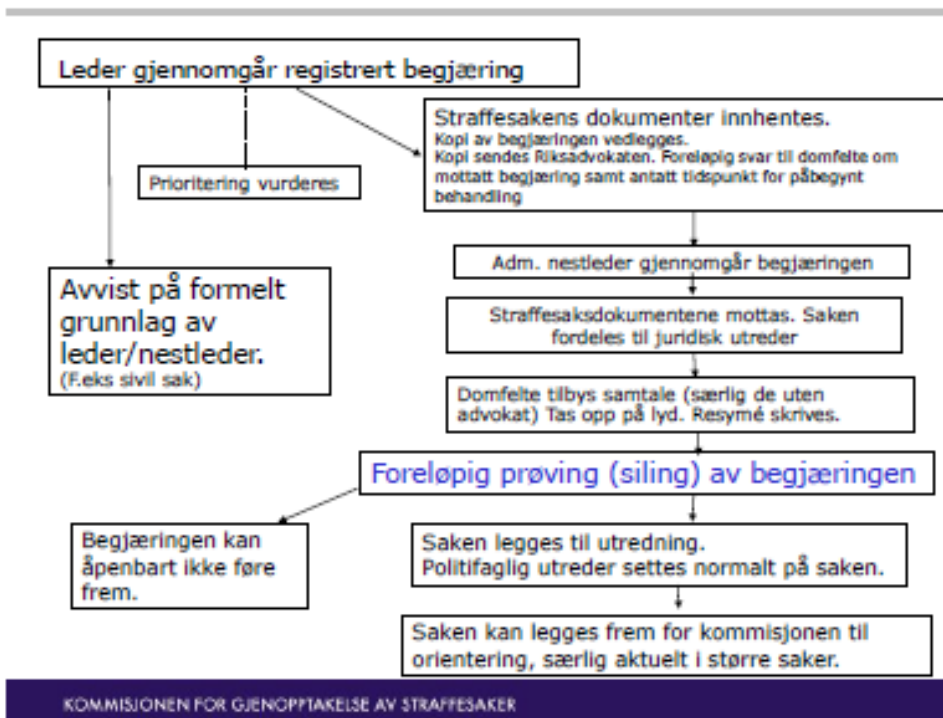 Leder gjennomgår registrert begjæring
Straffesakens dokumenter innhentes.
Kopi av begjæringen vedlegges.
Kopi sendes Riksadvokaten. Foreløpig svar til domfelte om
mottatt begjæring samt antatt tidspunkt for påbegynt
behandling
Prioritering vurderes
Adm. nestleder gjennomgår begjæringen
Avvist på formelt
grunnlag av
leder/nestleder.
(F.eks sivil sak)
Straffesaksdokumentene mottas. Saken
fordeles til juridisk utreder
Domfelte tilbys samtale (særlig de uten
advokat) Tas opp på lyd. Resymé skrives.
Foreløpig prøving (siling) av begjæringen
Begjæringen kan
åpenbart ikke føre
frem.
Saken legges til utredning.
Politifaglig utreder settes normalt på saken.
Saken kan legges frem for kommisjonen til
orientering, særlig aktuelt i større saker.
KOMMISJONEN FOR GJENOPPTAKELSE AV STRAFFESAKER